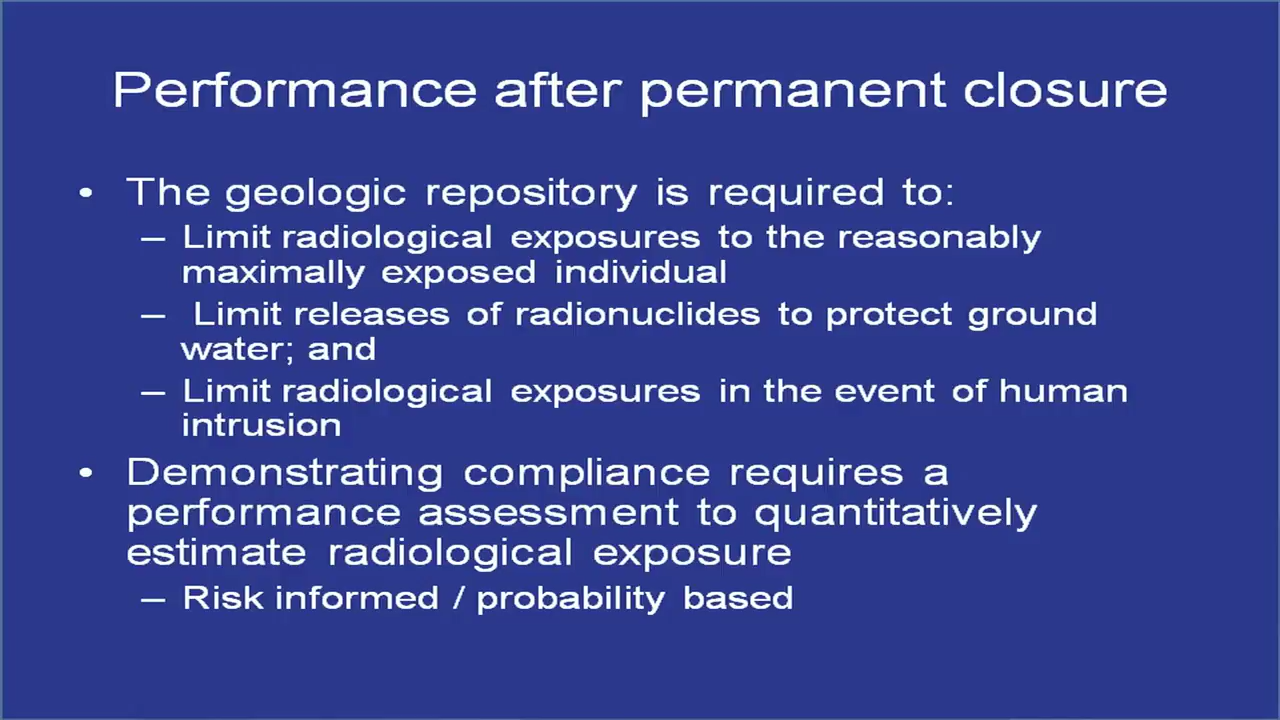 Performance after permanent closure
• The geologic repository is required to:
– Limit radiological exposures to the reasonably
maximally exposed individual
– Limit releases of radionuclides to protect ground
water; and
– Limit radiological exposures in the event of human
intrusion
• Demonstrating compliance requires a
performance assessment to quantitatively
estimate radiological exposure
– Risk informed / probability based